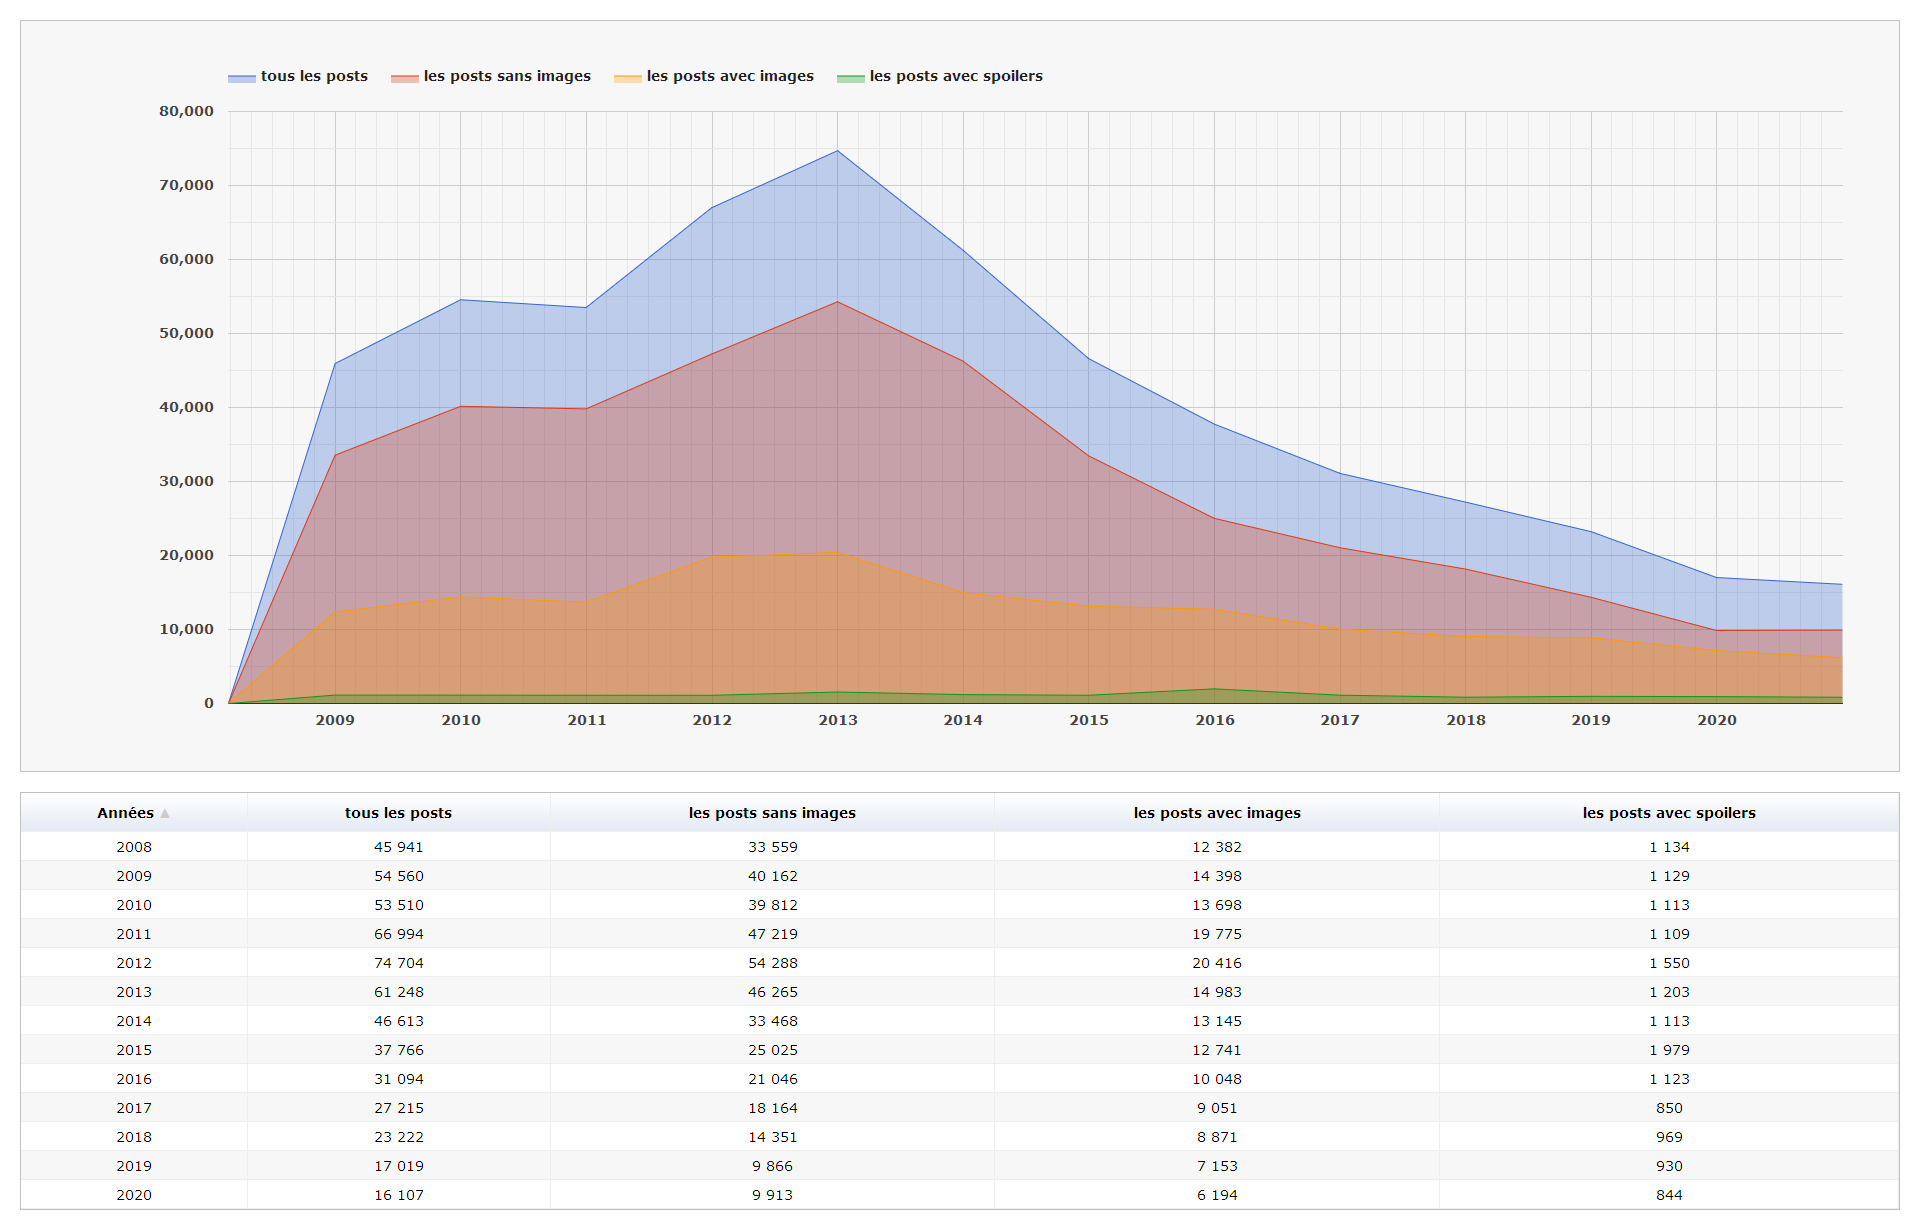 tous les posts les posts sans images les posts avec images les posts avec spoilers
80,000
70,000
60,000
50,000
40,000
30,000
20,000
10,000
0
2009 2010 2011 2012 2013 2014 2015 2016 2017 2018 2019 2020
Années tous les posts les posts sans images les posts avec images les posts avec spoilers
2008 45 941 33 559 12 382 1 134
2009 54 560 40 162 14 398 1 129
2010 53 510 39 812 13 698 1 113
2011 66 994 47 219 19 775 1 109
2012 74 704 54 288 20 416 1 550
2013 61 248 46 265 14 983 1 203
2014 46 613 33 468 13 145 1 113
2015 37 766 25 025 12 741 1 979
2016 31 094 21 046 10 048 1 123
2017 27 215 18 164 9 051 850
2018 23 222 14 351 8 871 969
2019 17 019 9 866 7 153 930
2020 16 107 9 913 6 194 844